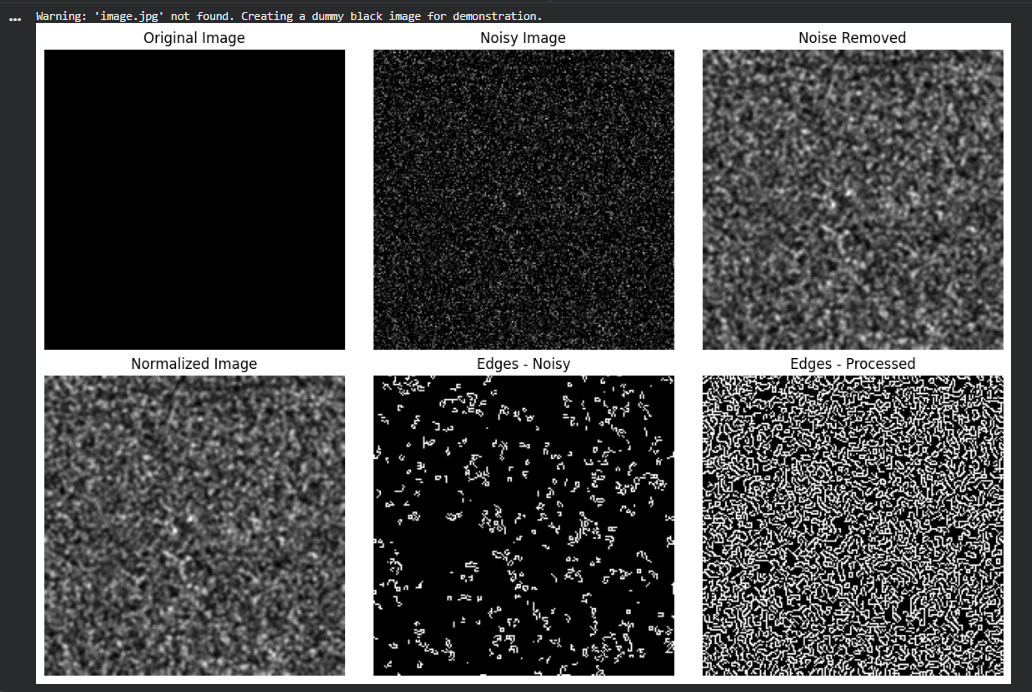 Warning: 'image.jpg' not found. Creating a dummy black image for demonstration.
Original Image
Noisy Image
Noise Removed
Normalized Image
Edges - Noisy
Edges - Processed